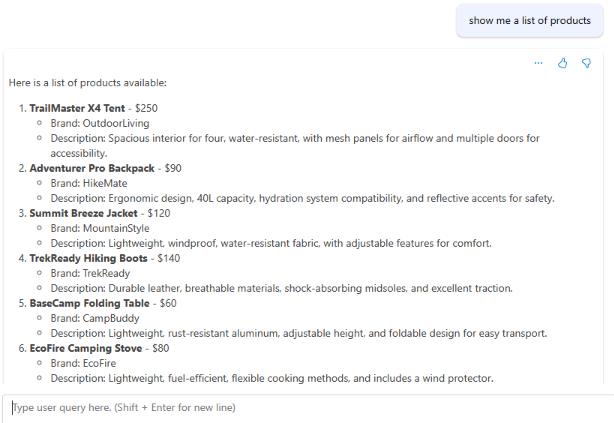 show me a list of products
...
Here is a list of products available:
1. TrailMaster X4 Tent - $250
○ Brand: OutdoorLiving
○ Description: Spacious interior for four, water-resistant, with mesh panels for airflow and multiple doors for
accessibility.
2. Adventurer Pro Backpack - $90
○ Brand: HikeMate
○ Description: Ergonomic design, 40L capacity, hydration system compatibility, and reflective accents for safety.
3. Summit Breeze Jacket - $120
○ Brand: MountainStyle
○ Description: Lightweight, windproof, water-resistant fabric, with adjustable features for comfort.
4. TrekReady Hiking Boots - $140
○ Brand: TrekReady
○ Description: Durable leather, breathable materials, shock-absorbing midsoles, and excellent traction.
5. BaseCamp Folding Table - $60
○ Brand: CampBuddy
○ Description: Lightweight, rust-resistant aluminum, adjustable height, and foldable design for easy transport.
6. EcoFire Camping Stove - $80
○ Brand: EcoFire
○ Description: Lightweight, fuel-efficient, flexible cooking methods, and includes a wind protector.
Type user query here. (Shift + Enter for new line)